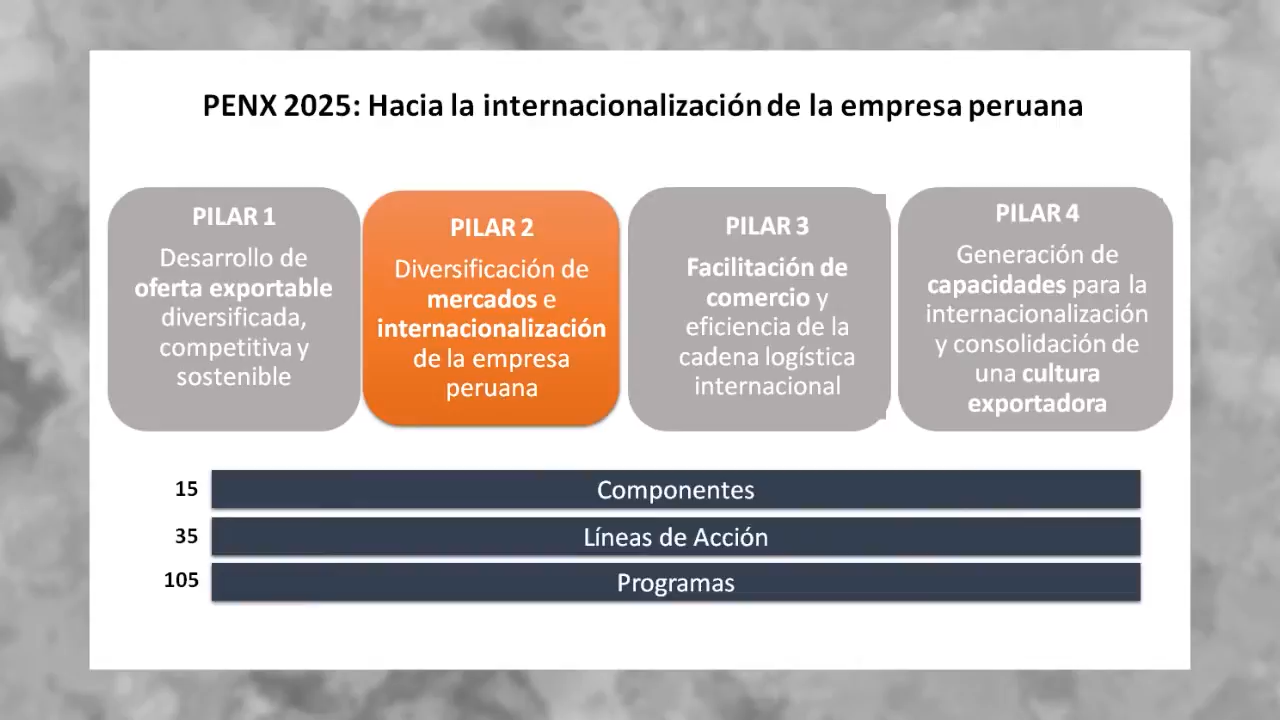 PENX 2025: Hacia la internacionalización de la empresa peruana
PILAR 1
Desarrollo de
oferta exportable
diversificada,
competitiva y
sostenible
PILAR 2
Diversificación de
mercados e
internacionalización
de la empresa
peruana
PILAR 3
Facilitación de
comercio y
eficiencia de la
cadena logística
internacional
PILAR 4
Generación de
capacidades para la
internacionalización
y consolidación de
una cultura
exportadora
15 Componentes
35 Líneas de Acción
105 Programas